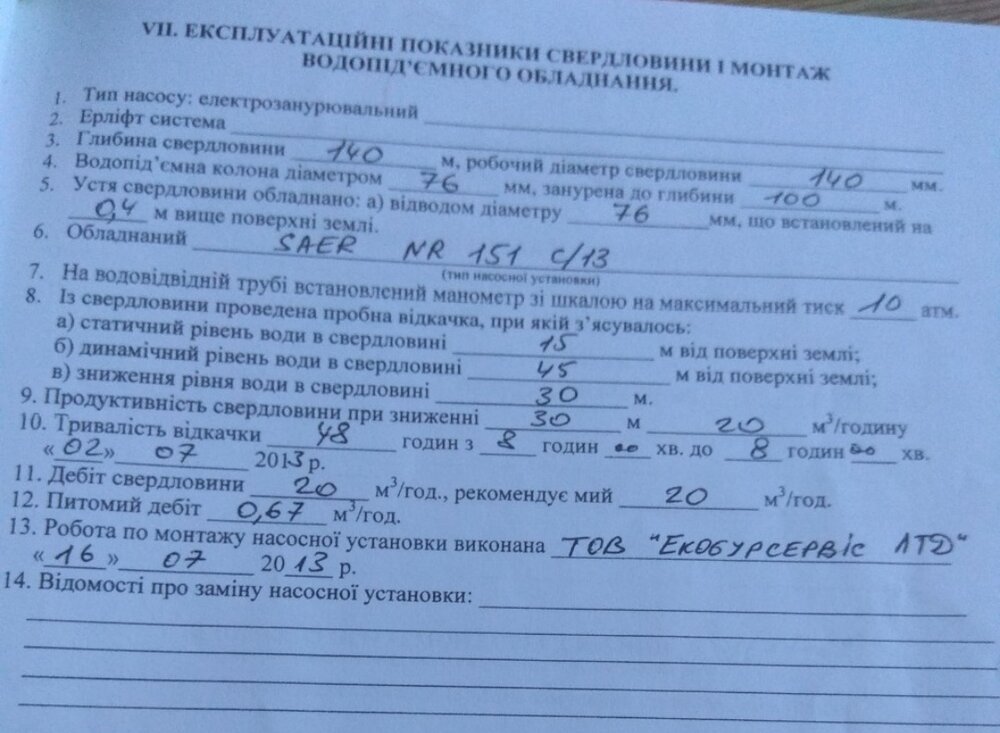 VII. ЕКСПЛУАТАЦІЙНІ ПОКАЗНИКИ СВЕРДЛОВИНИ І МОНТАЖ
ВОДОПІД’ЄМНОГО ОБЛАДНАННЯ.
1. Тип насосу: електрозанурювальний
2. Ерліфт система
3. Глибина свердловини 140 м, робочий діаметр свердловини 140 мм.
4. Водопід’ємна колона діаметром 76 мм, занурена до глибини 100 м.
5. Устя свердловини обладнано: а) відводом діаметру 76 мм, що встановлений на
0,4 м вище поверхні землі.
6. Обладнаний SAER NR 151 C/13
(тип насосної установки)
7. На водовідвідній трубі встановлений манометр зі шкалою на максимальний тиск 10 атм.
8. Із свердловини проведена пробна відкачка, при якій з’ясувалось:
а) статичний рівень води в свердловині 15 м від поверхні землі;
б) динамічний рівень води в свердловині 45 м від поверхні землі;
в) зниження рівня води в свердловині 30 м.
9. Продуктивність свердловини при зниженні 30 м 20 м³/годину
10. Тривалість відкачки 48 годин з 8 годин 00 хв. до 8 годин 00 хв.
« 02 » 07 2013 р.
11. Дебіт свердловини 20 м³/год., рекомендує мий 20 м³/год.
12. Питомий дебіт 0,67 м³/год.
13. Робота по монтажу насосної установки виконана ТОВ "Екобурсервіс ЛТД"
« 16 » 07 2013 р.
14. Відомості про заміну насосної установки: